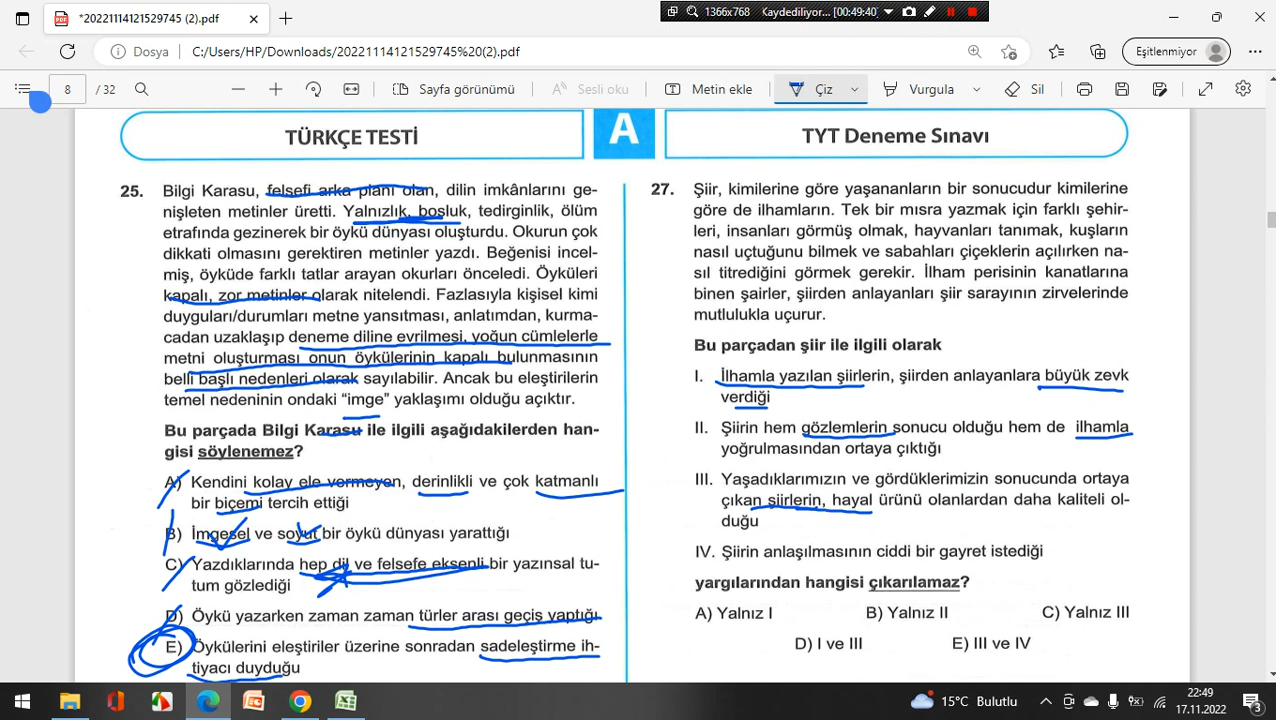 *20221114121529745 (2).pdf
1366x768 Kaydediliyor... [00:49:40]
Dosya C:/Users/HP/Downloads/20221114121529745%20(2).pdf
Eşitlenmiyor
8 / 32
Sayfa görünümü
Sesli oku
Metin ekle
Çiz
Vurgula
Sil
TÜRKÇE TESTİ
A
TYT Deneme Sınavı
25. Bilgi Karasu, felsefi arka planı olan, dilin imkânlarını ge-
nişleten metinler üretti. Yalnızlık, boşluk, tedirginlik, ölüm
etrafında gezinerek bir öykü dünyası oluşturdu. Okurun çok
dikkati olmasını gerektiren metinler yazdı. Beğenisi incel-
miş, öyküde farklı tatlar arayan okurları önceledi. Öyküleri
kapalı, zor metinler olarak nitelendi. Fazlasıyla kişisel kimi
duyguları/durumları metne yansıtması, anlatımdan, kurma-
cadan uzaklaşıp deneme diline evrilmesi, yoğun cümlelerle
metni oluşturması onun öykülerinin kapalı bulunmasının
belli başlı nedenleri olarak sayılabilir. Ancak bu eleştirilerin
temel nedeninin ondaki “imge” yaklaşımı olduğu açıktır.
Bu parçada Bilgi Karasu ile ilgili aşağıdakilerden han-
gisi söylenemez?
A) Kendini kolay ele vermeyen, derinlikli ve çok katmanlı
bir biçemi tercih ettiği
B) İmgesel ve soyut bir öykü dünyası yarattığı
C) Yazdıklarında hep dil ve felsefe eksenli bir yazınsal tu-
tum gözlediği
D) Öykü yazarken zaman zaman türler arası geçiş yaptığı
E) Öykülerini eleştiriler üzerine sonradan sadeleştirme ih-
tiyacı duyduğu
27. Şiir, kimilerine göre yaşananların bir sonucudur kimilerine
göre de ilhamların. Tek bir mısra yazmak için farklı şehir-
leri, insanları görmüş olmak, hayvanları tanımak, kuşların
nasıl uçtuğunu bilmek ve sabahları çiçeklerin açılırken na-
sıl titrediğini görmek gerekir. İlham perisinin kanatlarına
binen şairler, şiirden anlayanları şiir sarayının zirvelerinde
mutlulukla uçurur.
Bu parçadan şiir ile ilgili olarak
I. İlhamla yazılan şiirlerin, şiirden anlayanlara büyük zevk
verdiği
II. Şiirin hem gözlemlerin sonucu olduğu hem de ilhamla
yoğrulmasından ortaya çıktığı
III. Yaşadıklarımızın ve gördüklerimizin sonucunda ortaya
çıkan şiirlerin, hayal ürünü olanlardan daha kaliteli ol-
duğu
IV. Şiirin anlaşılmasının ciddi bir gayret istediği
yargılarından hangisi çıkarılamaz?
A) Yalnız I B) Yalnız II C) Yalnız III
D) I ve III E) III ve IV
15°C Bulutlu
22:49
17.11.2022
3